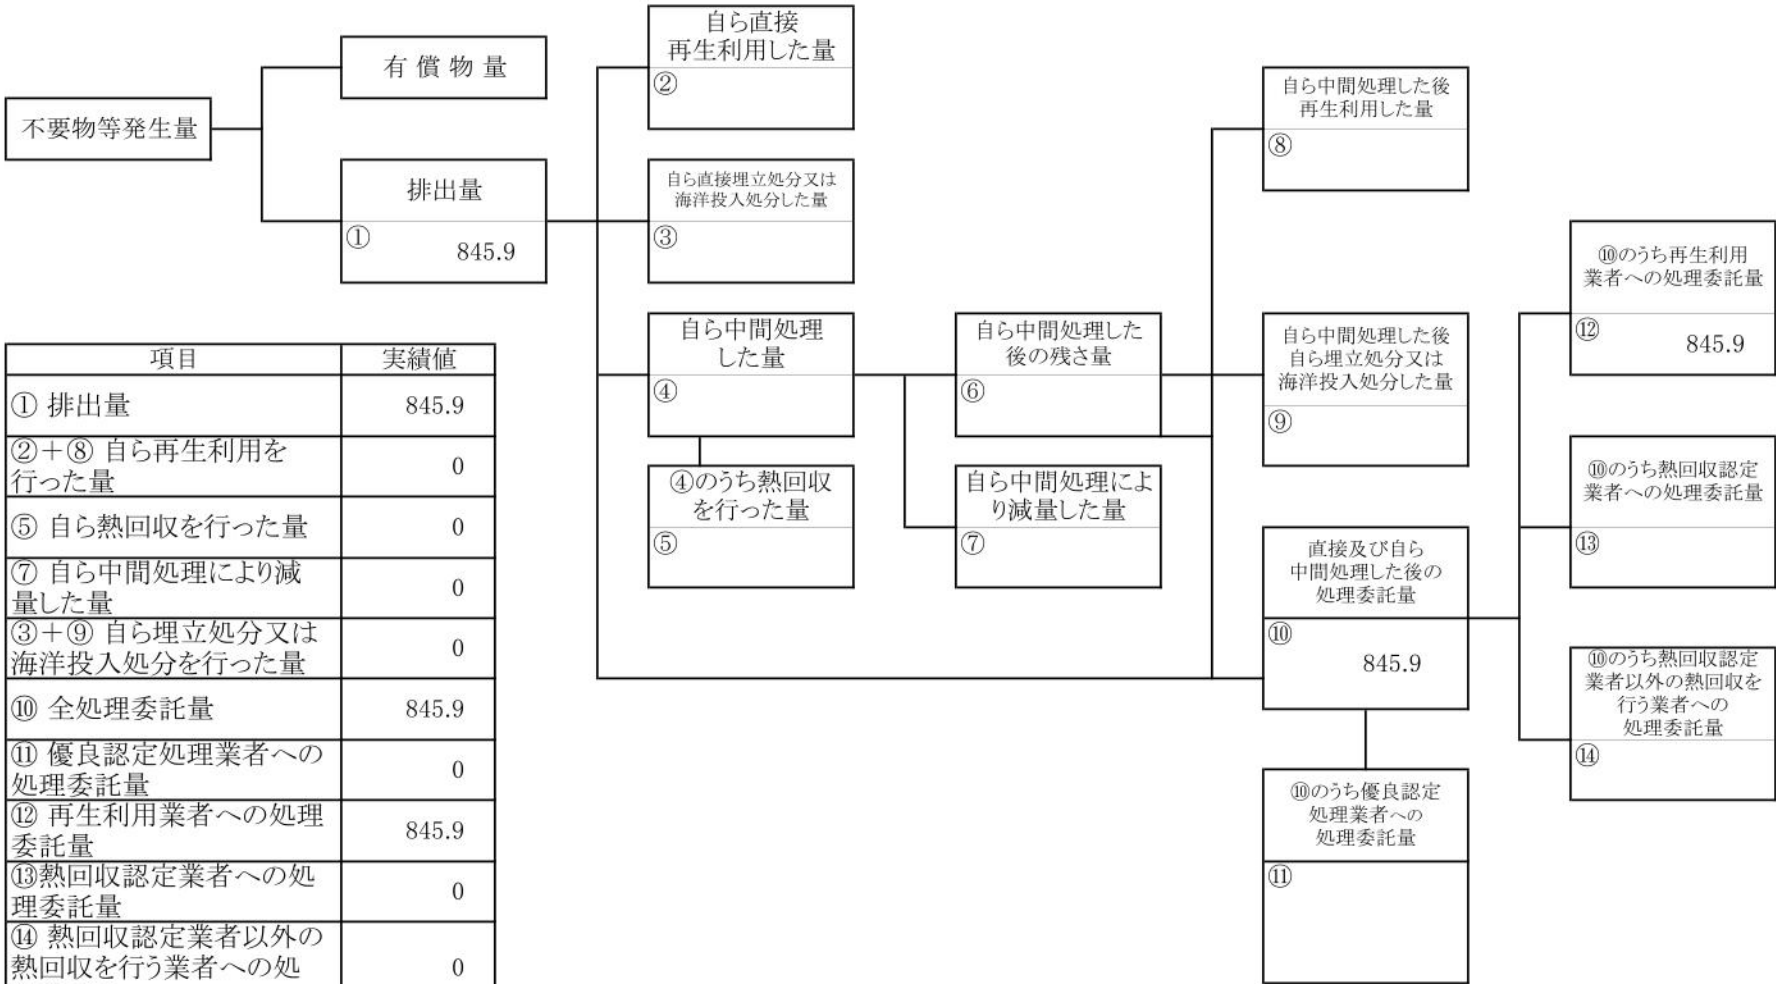 不要物等発生量
有 償 物 量
排出量
①
845.9
自ら直接
再生利用した量
②
自ら直接埋立処分又は
海洋投入処分した量
③
自ら中間処理
した量
④
④のうち熱回収
を行った量
⑤
自ら中間処理した
後の残さ量
⑥
自ら中間処理によ
り減量した量
⑦
自ら中間処理した後
再生利用した量
⑧
自ら中間処理した後
自ら埋立処分又は
海洋投入処分した量
⑨
直接及び自ら
中間処理した後の
処理委託量
⑩
845.9
⑩のうち優良認定
処理業者への
処理委託量
⑪
⑩のうち再生利用
業者への処理委託量
⑫
845.9
⑩のうち熱回収認定
業者への処理委託量
⑬
⑩のうち熱回収認定
業者以外の熱回収を
行う業者への
処理委託量
⑭
項目 実績値
① 排出量 845.9
②＋⑧ 自ら再生利用を
行った量 0
⑤ 自ら熱回収を行った量 0
⑦ 自ら中間処理により減
量した量 0
③＋⑨ 自ら埋立処分又は
海洋投入処分を行った量 0
⑩ 全処理委託量 845.9
⑪ 優良認定処理業者への
処理委託量 0
⑫ 再生利用業者への処理
委託量 845.9
⑬熱回収認定業者への処
理委託量 0
⑭ 熱回収認定業者以外の
熱回収を行う業者への処 0